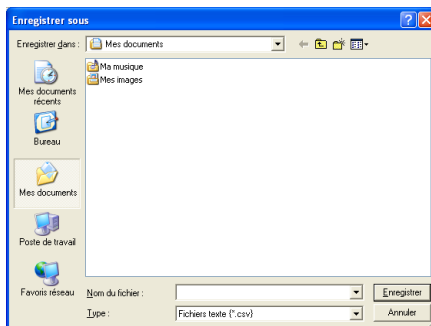 Enregistrer sous
Enregistrer dans :
Mes documents
Ma musique
Mes images
Mes documents
récents
Bureau
Mes documents
Poste de travail
Favoris réseau
Nom du fichier :
Enregistrer
Type :
Fichiers texte (*.csv)
Annuler